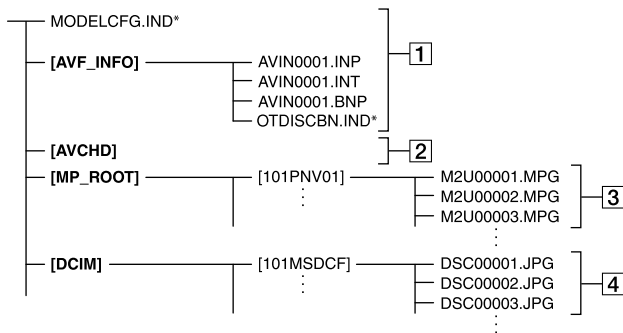 MODELCFG.IND*
[AVF_INFO] AVIN0001.INP
AVIN0001.INT
AVIN0001.BNP
OTDISCBN.IND*
1
[AVCHD] 2
[MP_ROOT] [101PNV01] M2U00001.MPG
M2U00002.MPG
M2U00003.MPG
3
[DCIM] [101MSDCF] DSC00001.JPG
DSC00002.JPG
DSC00003.JPG
4